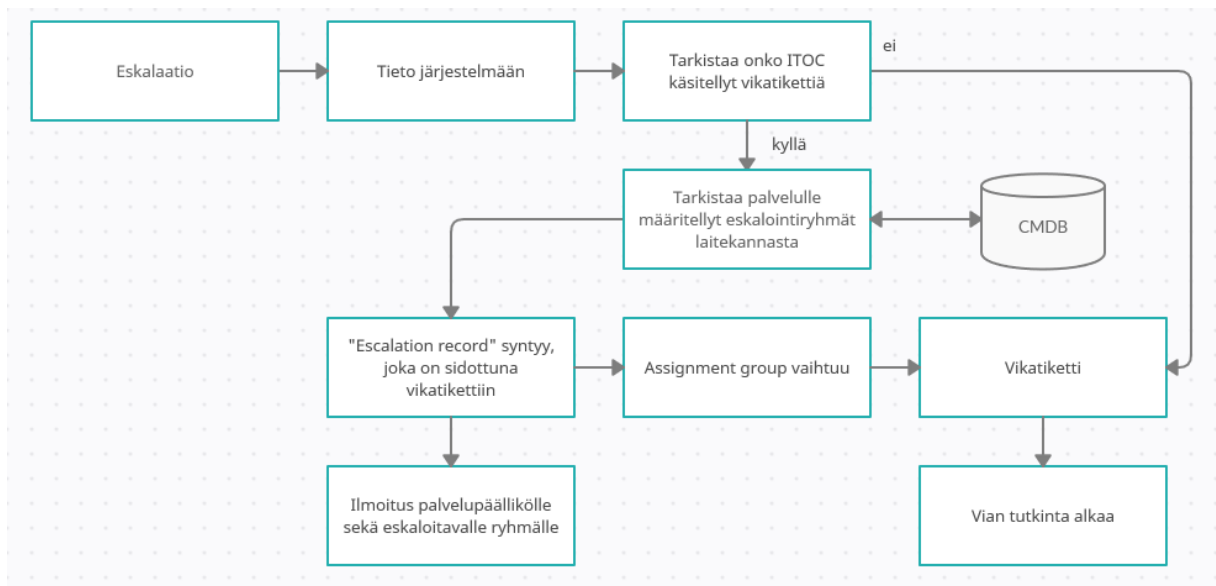 Eskalaatio
Tieto järjestelmään
Tarkistaa onko ITOC
käsitellyt vikatikettiä
ei
kyllä
Tarkistaa palvelulle
määritellyt eskalointiryhmät
laitekannasta
CMDB
"Escalation record" syntyy,
joka on sidottuna
vikatikettiin
Assignment group vaihtuu
Vikatiketti
Ilmoitus palvelupäällikölle
sekä eskaloitavalle ryhmälle
Vian tutkinta alkaa